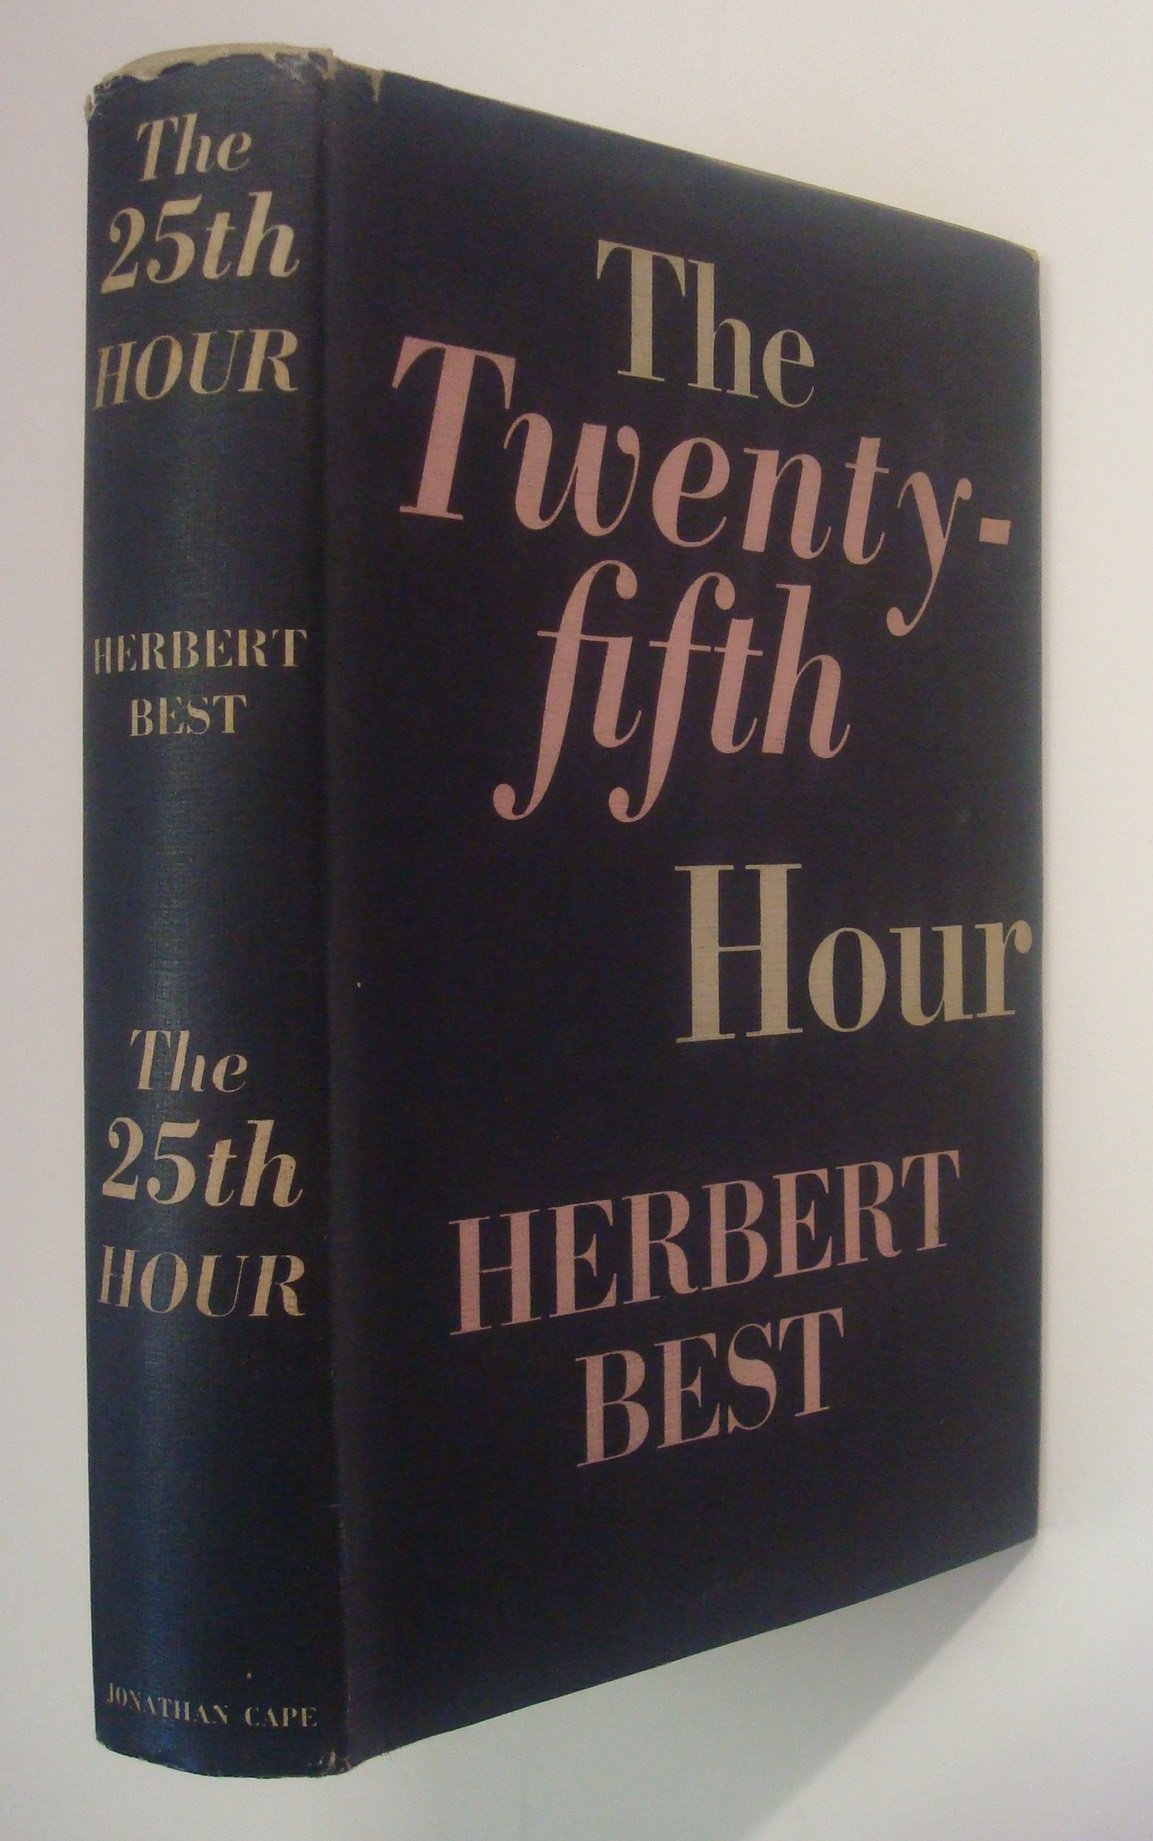 The
25th
HOUR
HERBERT
BEST
The
25th
HOUR
JONATHAN CAPE
The
Twenty-
fifth
Hour
HERBERT
BEST